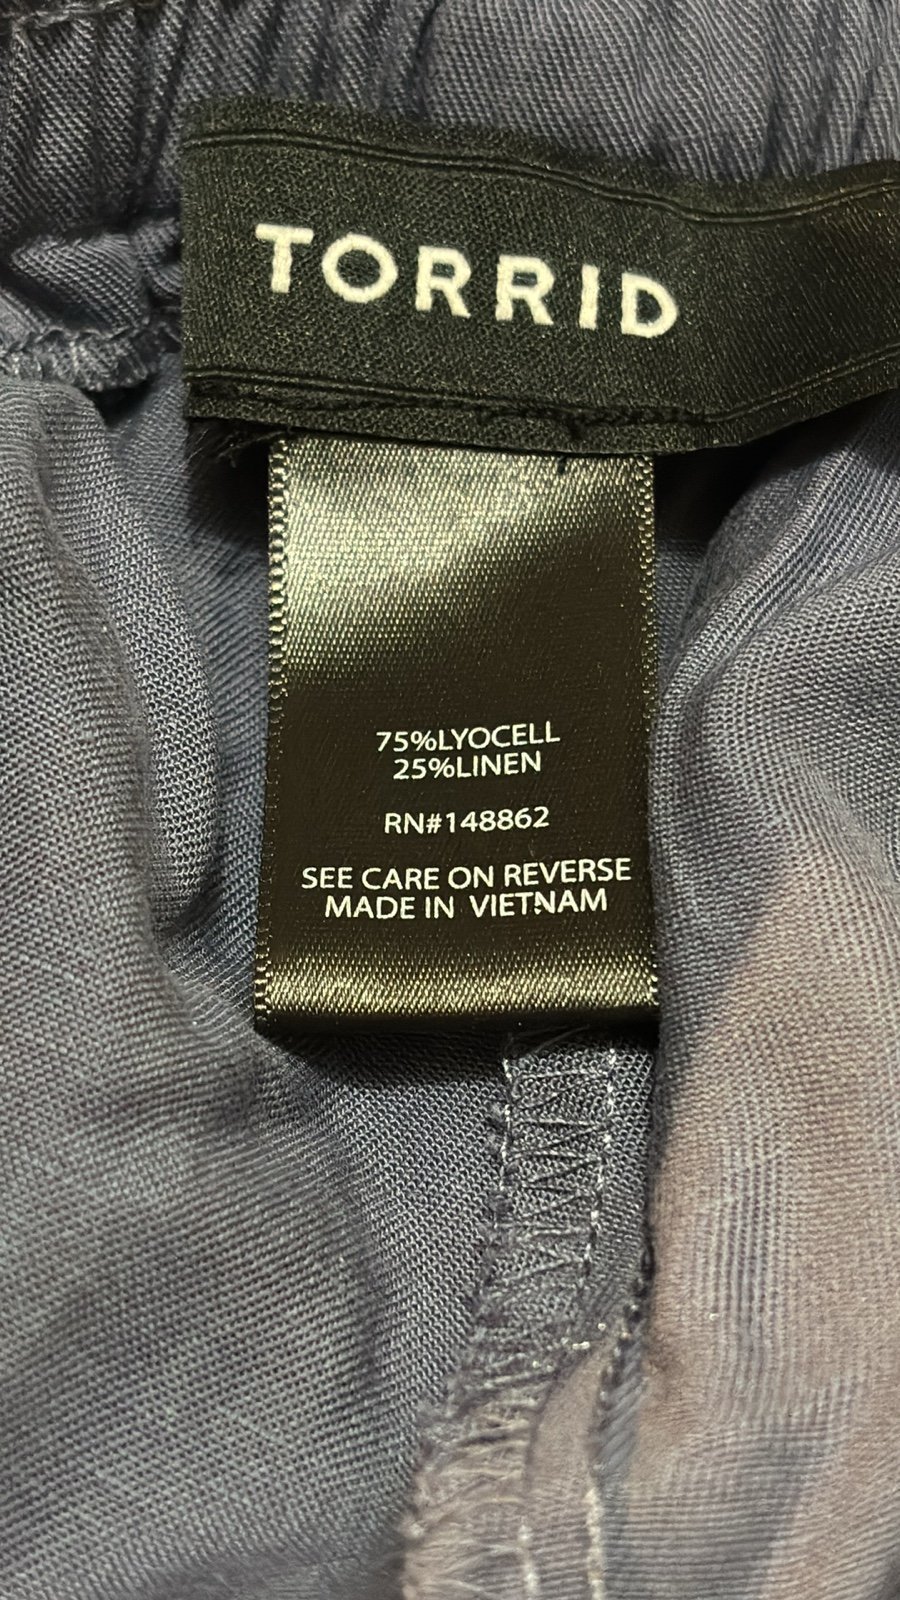 TORRID
75%LYOCELL
25%LINEN
RN#148862
SEE CARE ON REVERSE
MADE IN VIETNAM